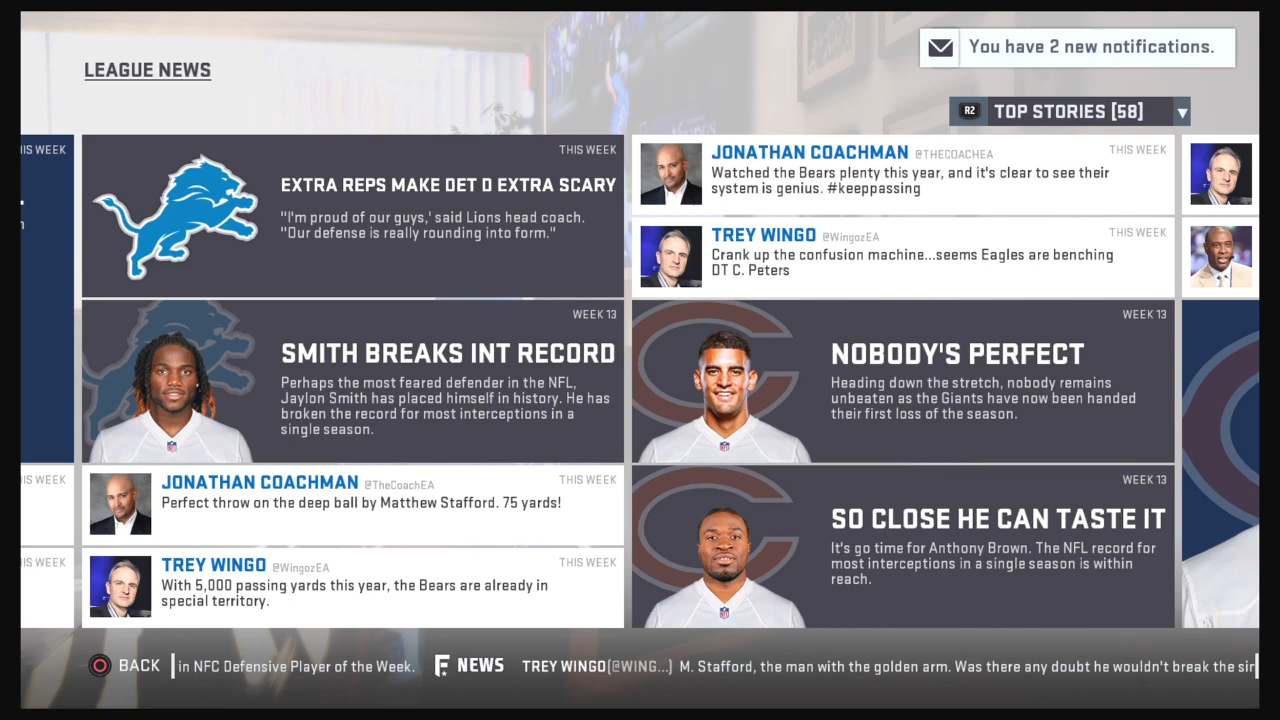 LEAGUE NEWS
You have 2 new notifications.
R2 TOP STORIES [58]
IS WEEK
THIS WEEK
EXTRA REPS MAKE DET D EXTRA SCARY
"I'm proud of our guys,' said Lions head coach.
"Our defense is really rounding into form."
WEEK 13
SMITH BREAKS INT RECORD
Perhaps the most feared defender in the NFL,
Jaylon Smith has placed himself in history. He has
broken the record for most interceptions in a
single season.
IS WEEK
JONATHAN COACHMAN @TheCoachEA THIS WEEK
Perfect throw on the deep ball by Matthew Stafford. 75 yards!
IS WEEK
TREY WINGO @WingozEA THIS WEEK
With 5,000 passing yards this year, the Bears are already in
special territory.
JONATHAN COACHMAN @THECOACHEA THIS WEEK
Watched the Bears plenty this year, and it's clear to see their
system is genius. #keeppassing
TREY WINGO @WingozEA THIS WEEK
Crank up the confusion machine...seems Eagles are benching
DT C. Peters
WEEK 13
NOBODY'S PERFECT
Heading down the stretch, nobody remains
unbeaten as the Giants have now been handed
their first loss of the season.
WEEK 13
SO CLOSE HE CAN TASTE IT
It's go time for Anthony Brown. The NFL record for
most interceptions in a single season is within
reach.
BACK in NFC Defensive Player of the Week. NEWS TREY WINGO[@WING...] M. Stafford, the man with the golden arm. Was there any doubt he wouldn't break the sin